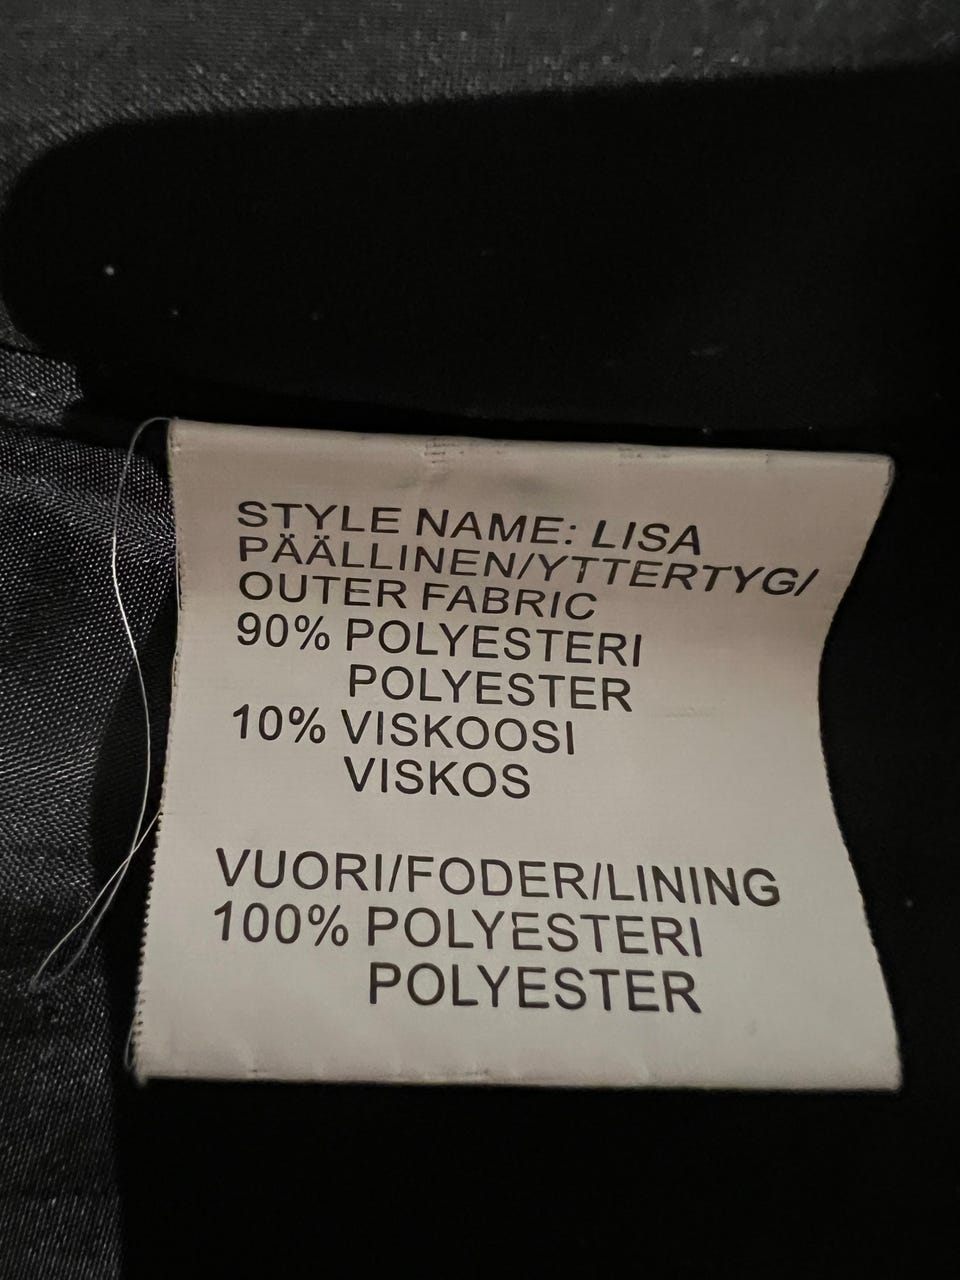 STYLE NAME: LISA
PÄÄLLINEN/YTTERTYG/
OUTER FABRIC
90% POLYESTERI
POLYESTER
10% VISKOOSI
VISKOS
VUORI/FODER/LINING
100% POLYESTERI
POLYESTER